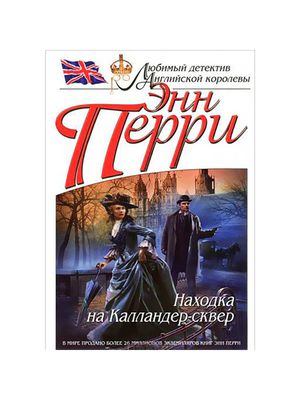 Любимый детектив
Английской королевы
Энн
Перри
Находка
на Калландер-сквер
В МИРЕ ПРОДАНО БОЛЕЕ 26 МИЛЛИОНОВ ЭКЗЕМПЛЯРОВ КНИГ ЭНН ПЕРРИ